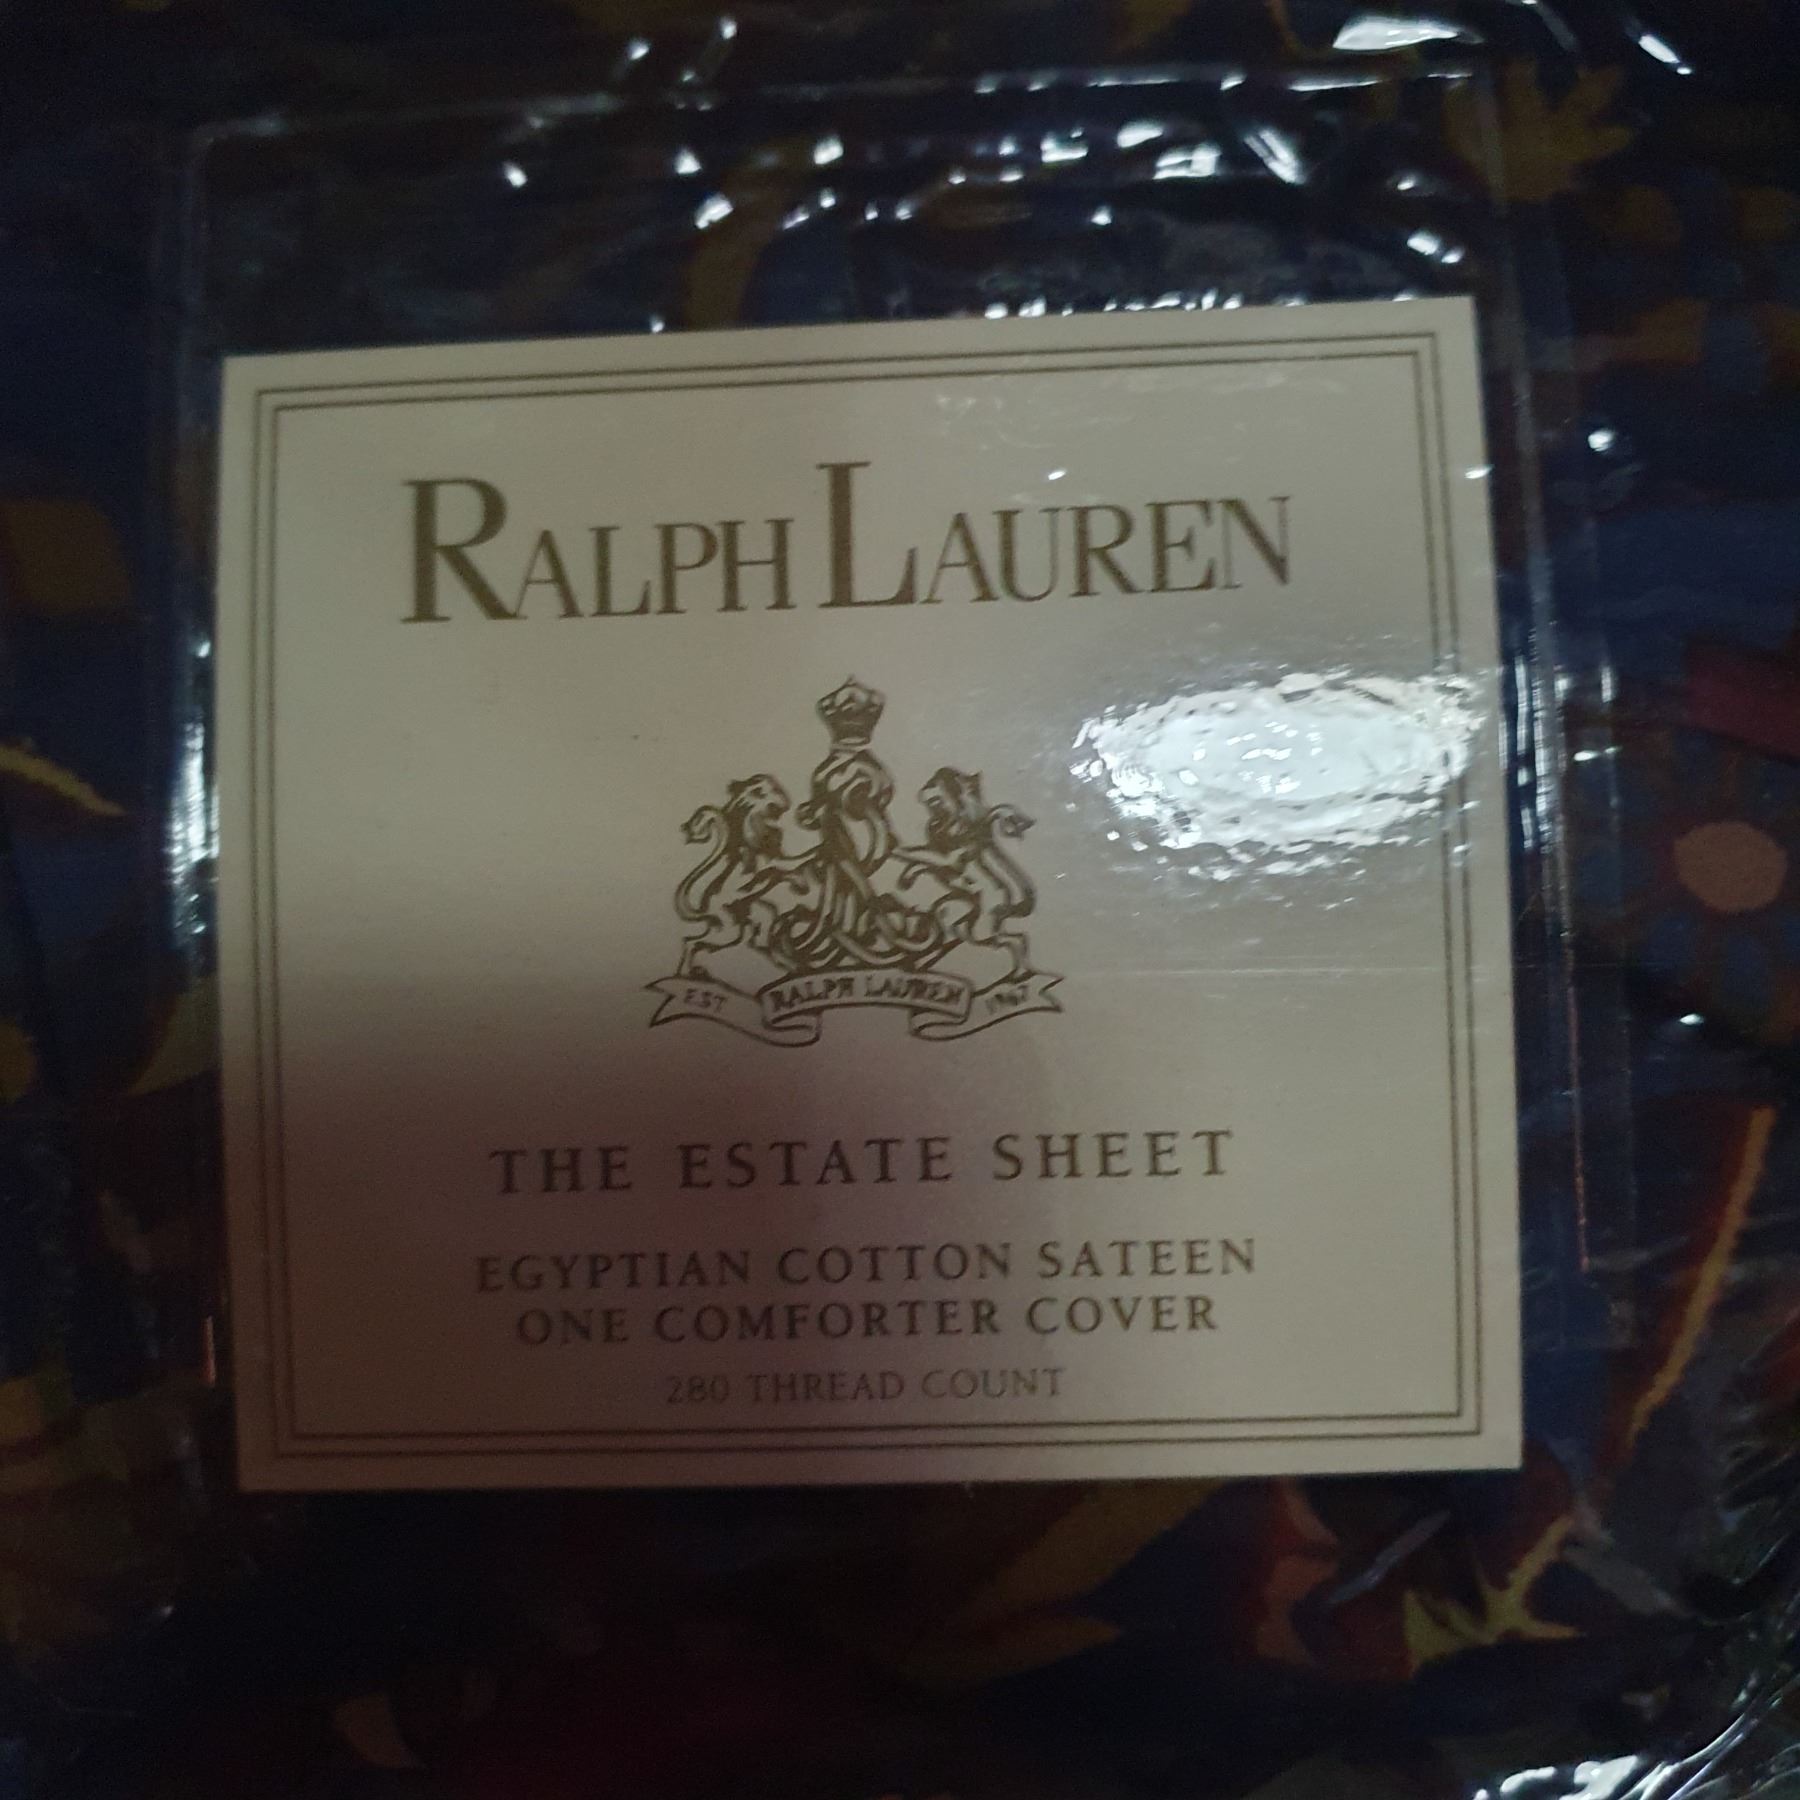 RALPH LAUREN
EST RALPH LAUREN 1967
THE ESTATE SHEET
EGYPTIAN COTTON SATEEN
ONE COMFORTER COVER
280 THREAD COUNT